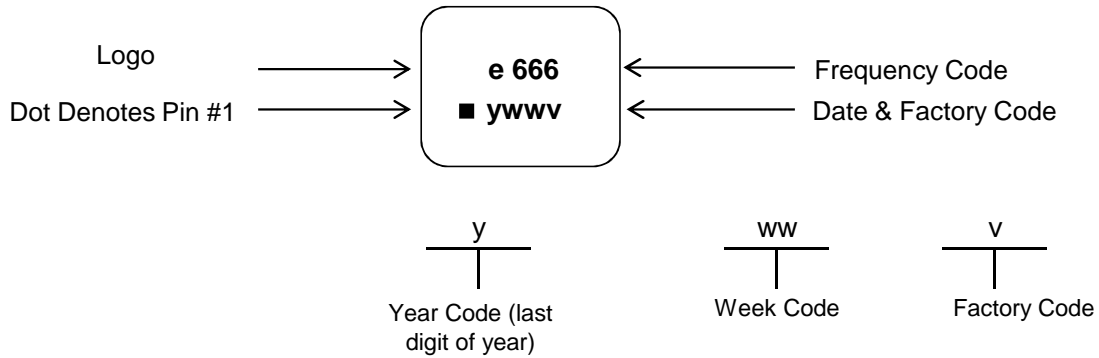 Logo
e 666
Frequency Code
Dot Denotes Pin #1
■ ywwv
Date & Factory Code
y
ww
v
Year Code (last
digit of year)
Week Code
Factory Code